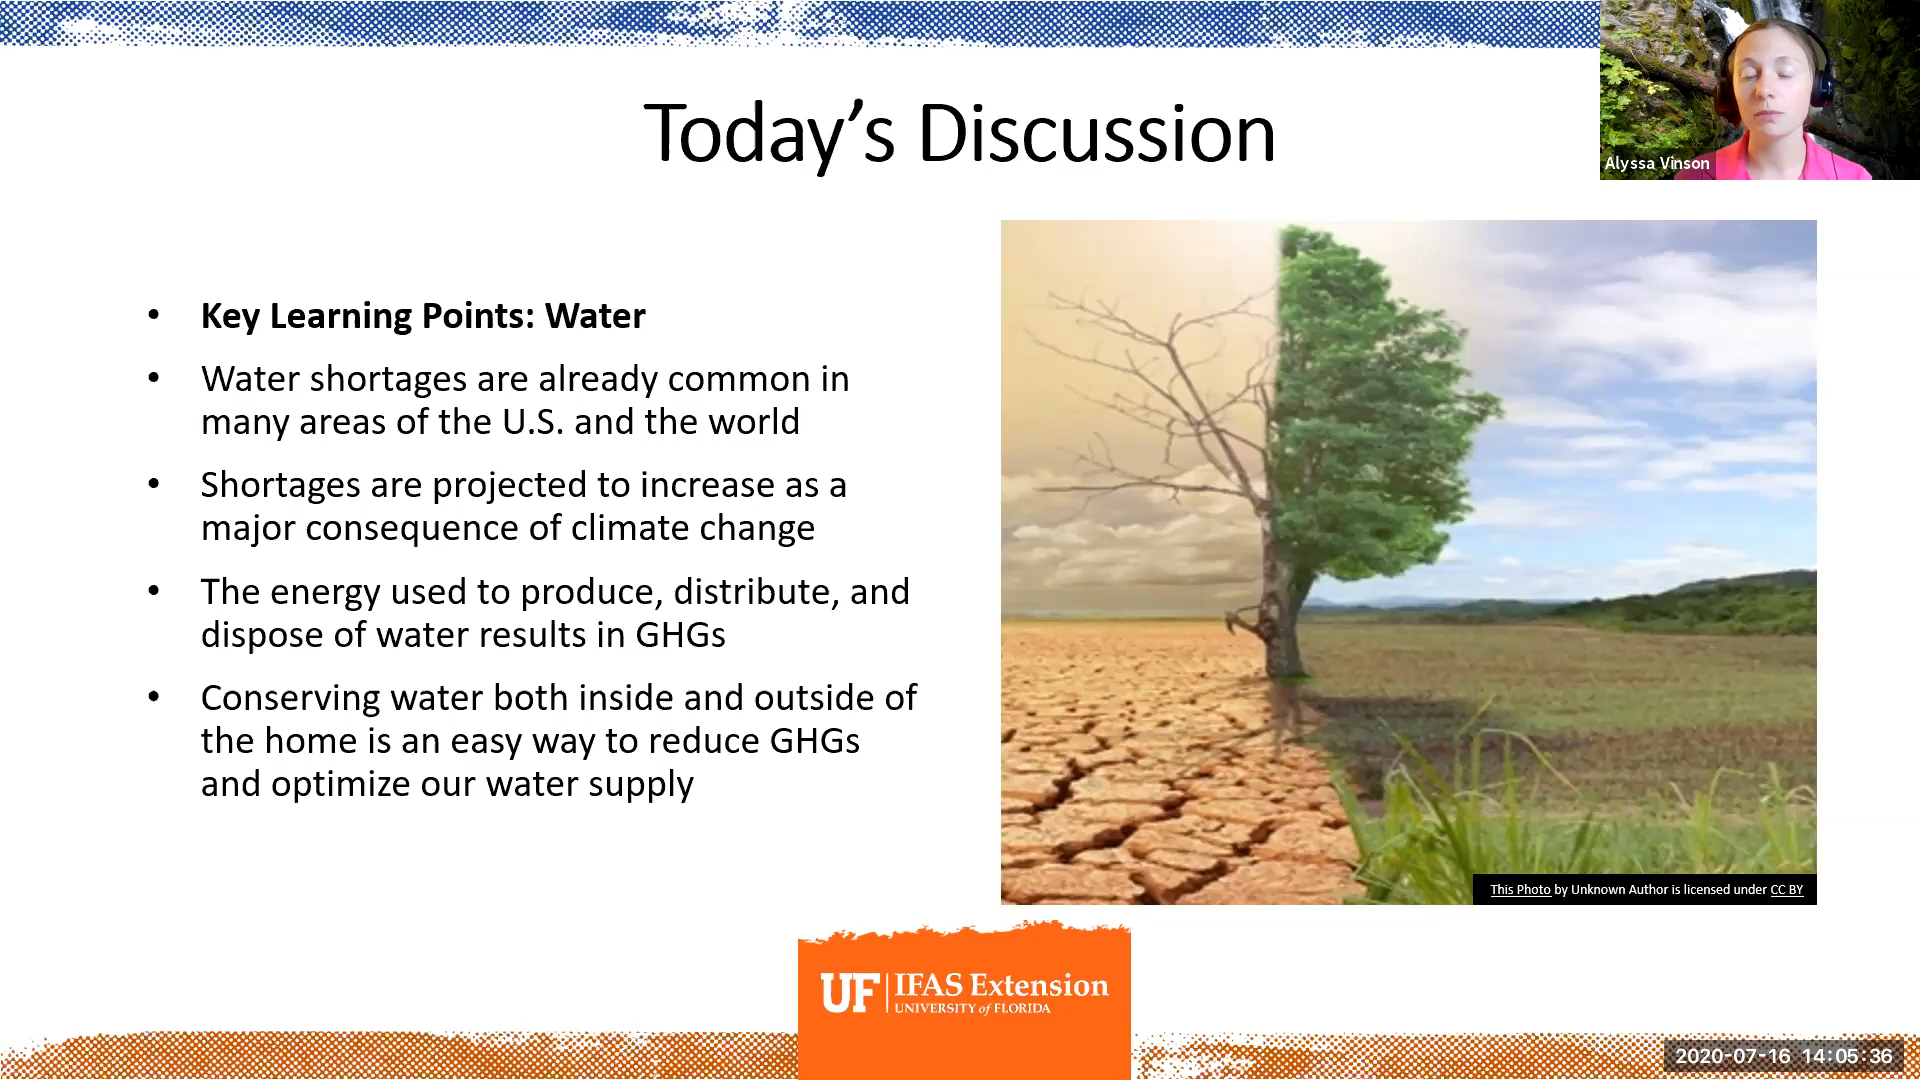 Today’s Discussion
Alyssa Vinson
• Key Learning Points: Water
• Water shortages are already common in
many areas of the U.S. and the world
• Shortages are projected to increase as a
major consequence of climate change
• The energy used to produce, distribute, and
dispose of water results in GHGs
• Conserving water both inside and outside of
the home is an easy way to reduce GHGs
and optimize our water supply
This Photo by Unknown Author is licensed under CC BY
UF IFAS Extension
UNIVERSITY of FLORIDA
2020-07-16 14:05:36